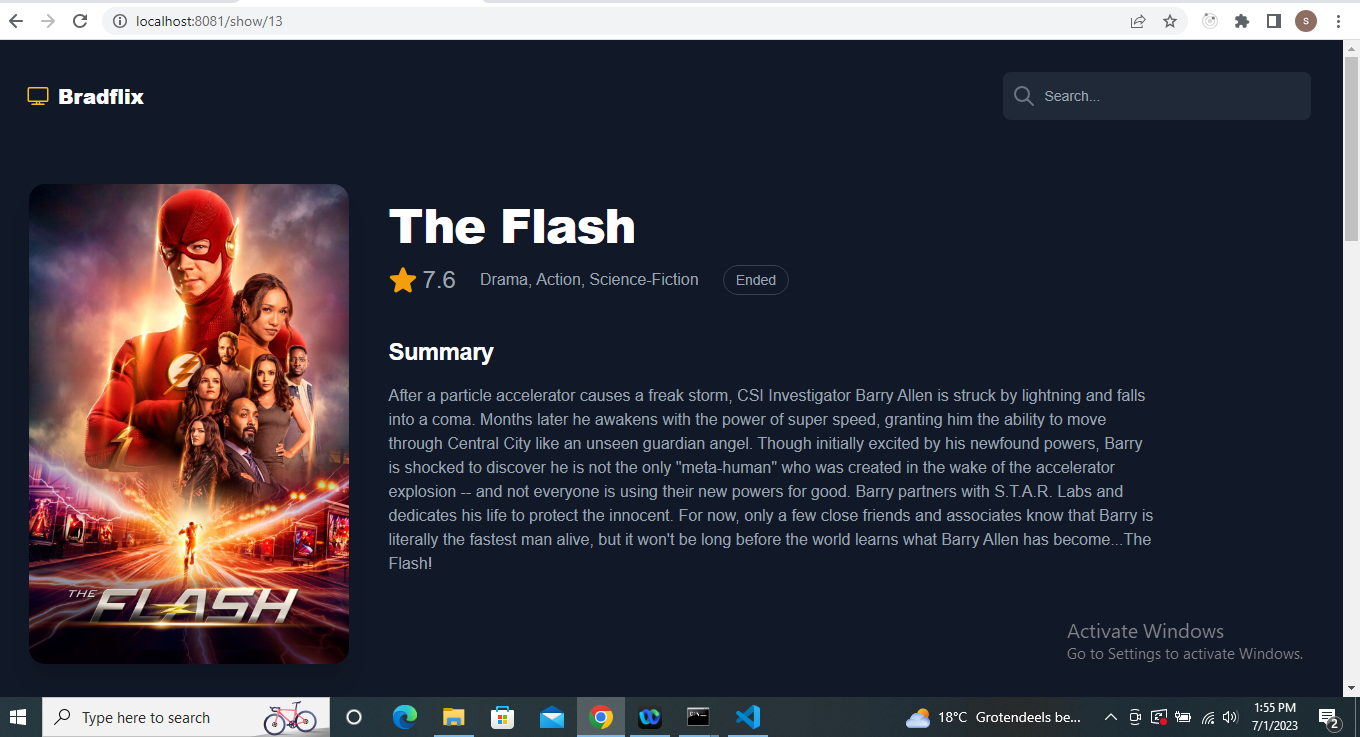 localhost:8081/show/13
S
Bradflix
Search...
The Flash
7.6 Drama, Action, Science-Fiction Ended
Summary
After a particle accelerator causes a freak storm, CSI Investigator Barry Allen is struck by lightning and falls
into a coma. Months later he awakens with the power of super speed, granting him the ability to move
through Central City like an unseen guardian angel. Though initially excited by his newfound powers, Barry
is shocked to discover he is not the only "meta-human" who was created in the wake of the accelerator
explosion -- and not everyone is using their new powers for good. Barry partners with S.T.A.R. Labs and
dedicates his life to protect the innocent. For now, only a few close friends and associates know that Barry is
literally the fastest man alive, but it won't be long before the world learns what Barry Allen has become...The
Flash!
THE
FLASH
Activate Windows
Go to Settings to activate Windows.
Type here to search
18°C Grotendeels be...
1:55 PM
7/1/2023
2